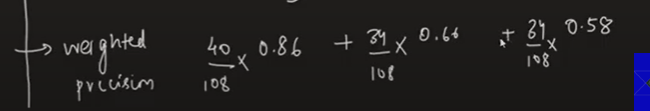 → weighted precision
40/108 × 0.86 + 34/108 × 0.66 + 34/108 × 0.58